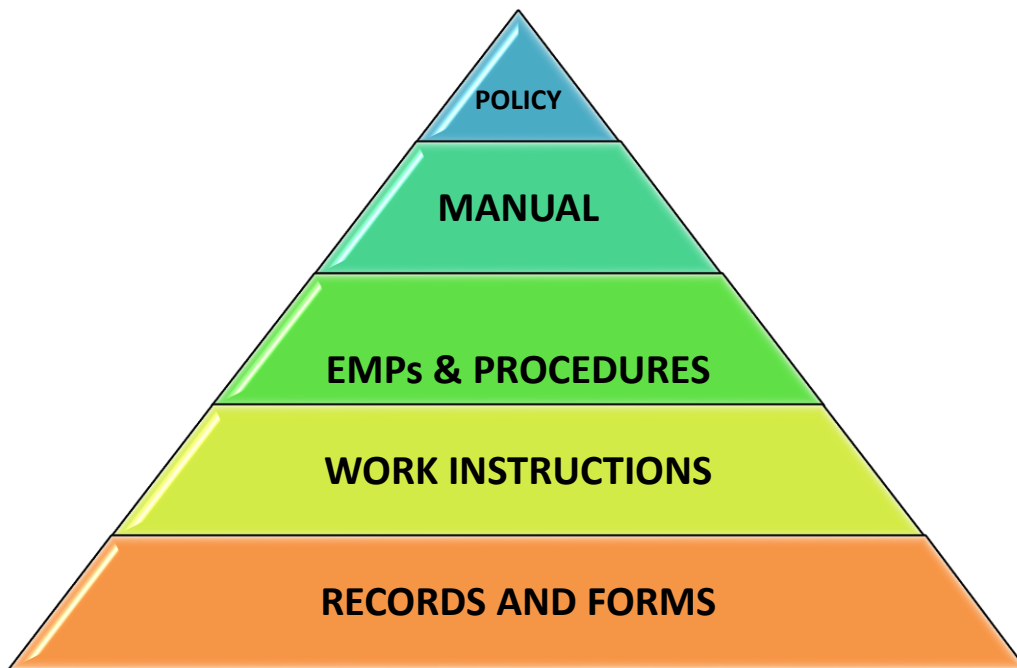 POLICY
MANUAL
EMPs & PROCEDURES
WORK INSTRUCTIONS
RECORDS AND FORMS